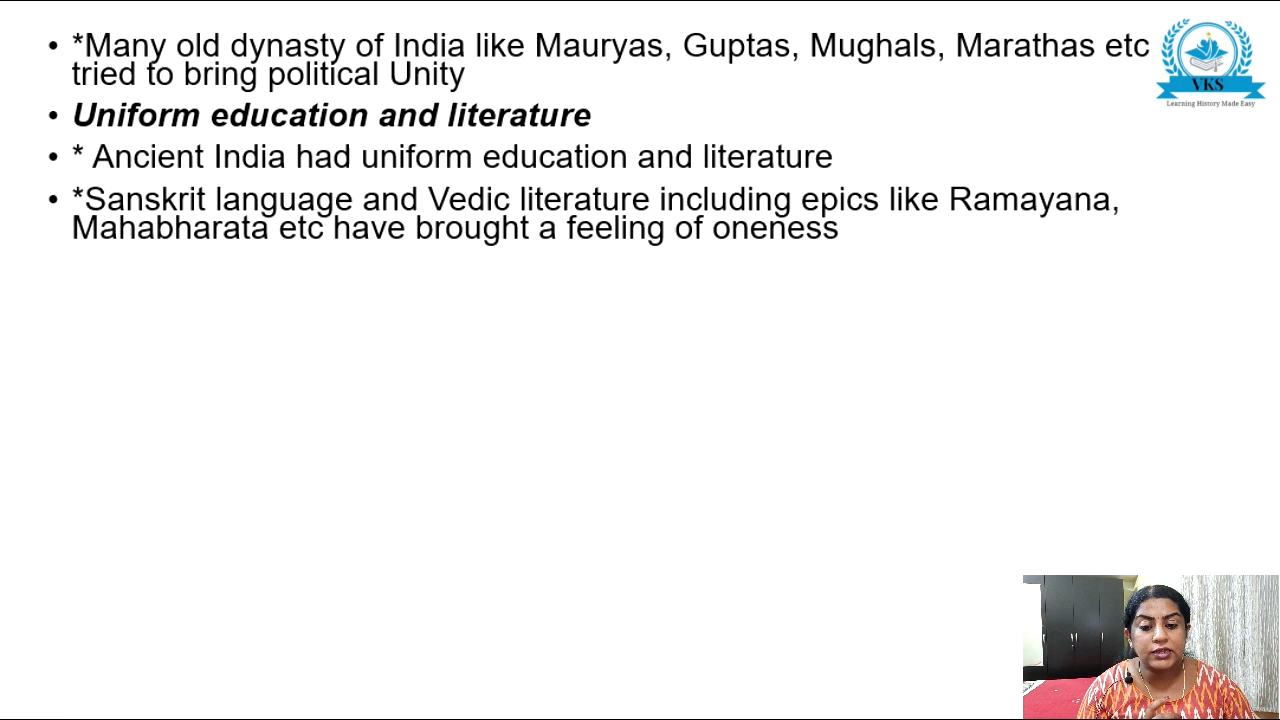 • *Many old dynasty of India like Mauryas, Guptas, Mughals, Marathas etc
tried to bring political Unity
• Uniform education and literature
• * Ancient India had uniform education and literature
• *Sanskrit language and Vedic literature including epics like Ramayana,
Mahabharata etc have brought a feeling of oneness
VKS
Learning History Made Easy